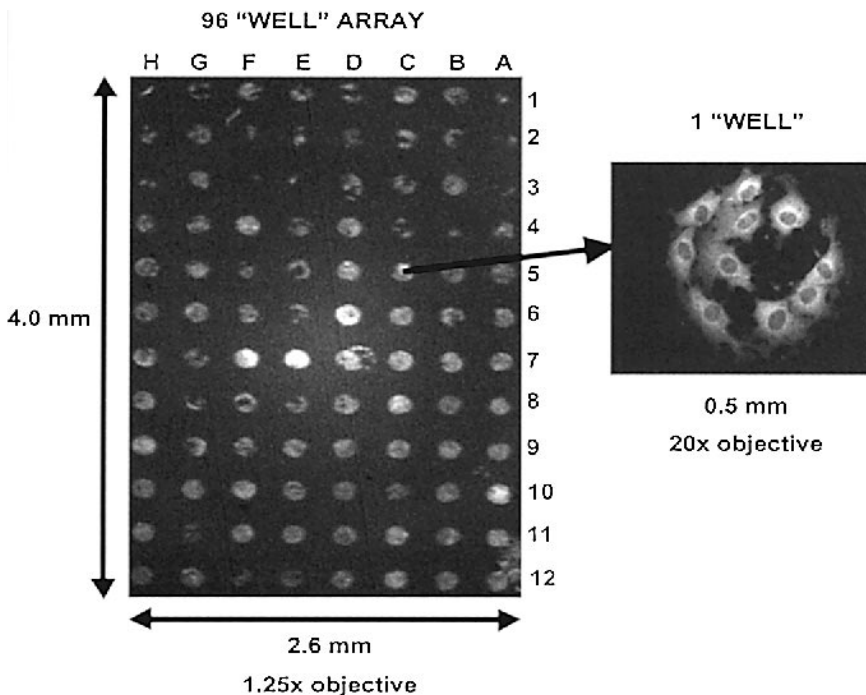 96 “WELL” ARRAY
H G F E D C B A
1
2
3
4
5
6
7
8
9
10
11
12
4.0 mm
2.6 mm
1.25x objective
1 “WELL”
0.5 mm
20x objective